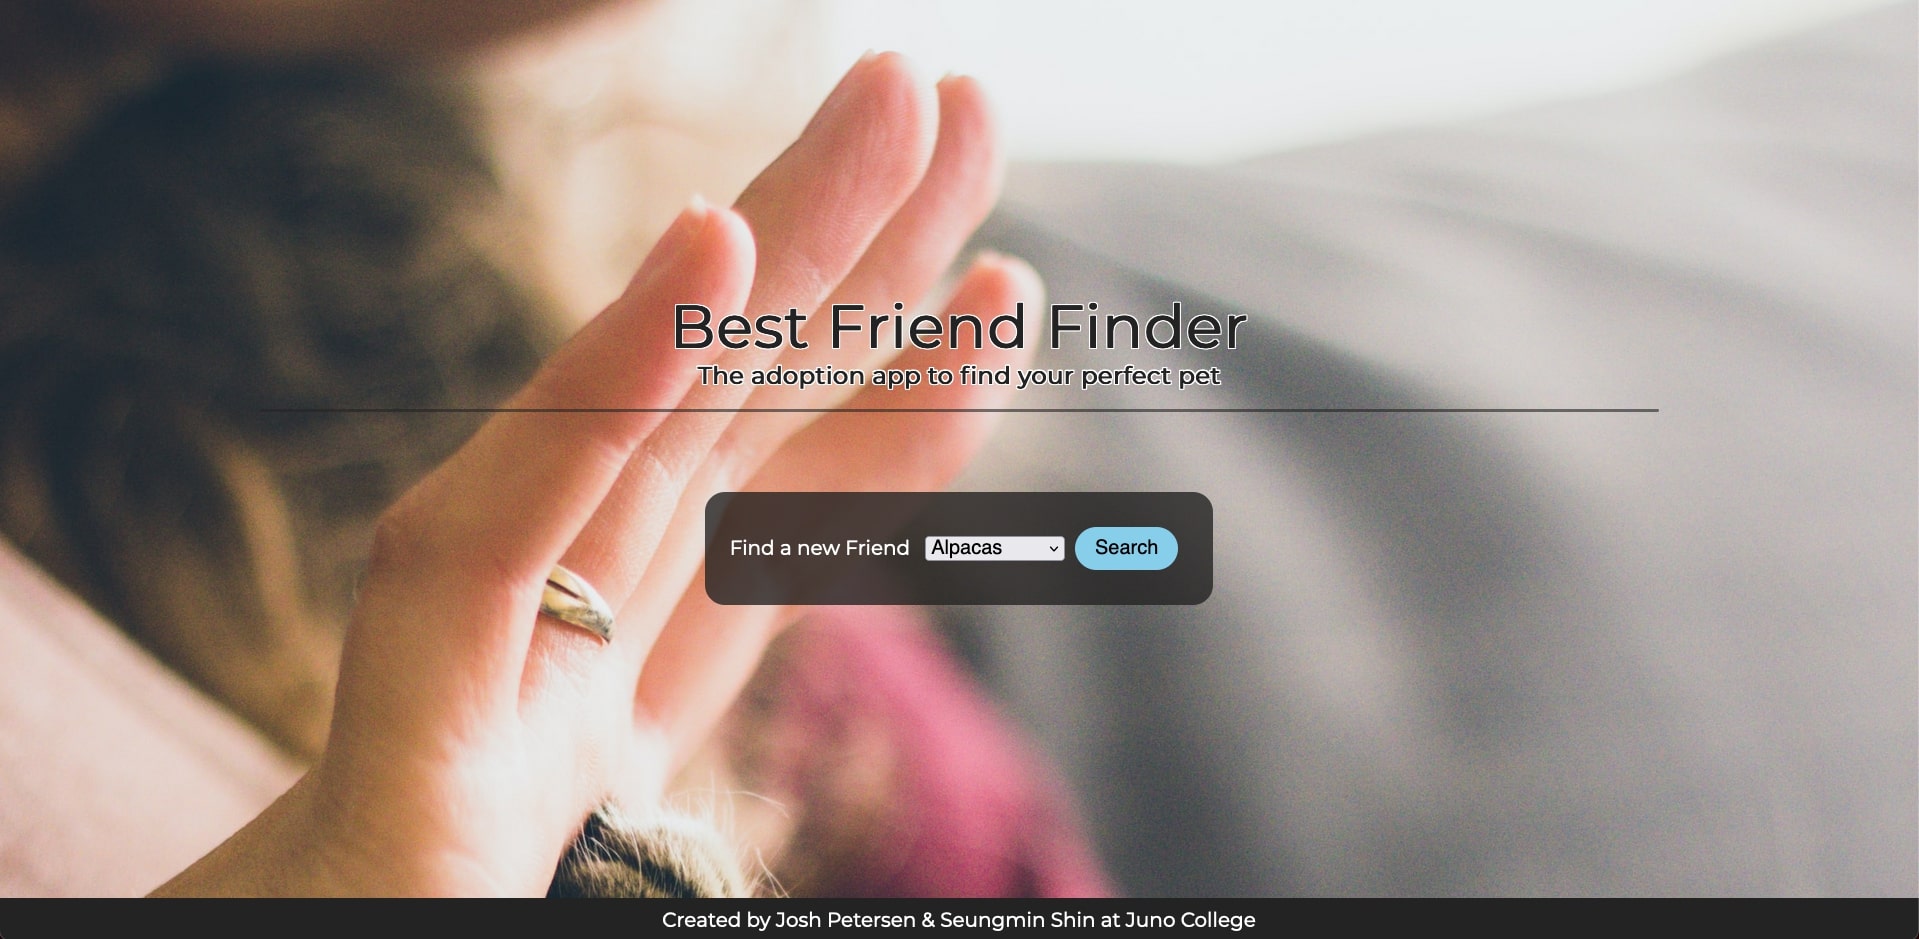 Best Friend Finder
The adoption app to find your perfect pet
Find a new Friend Alpacas Search
Created by Josh Petersen & Seungmin Shin at Juno College